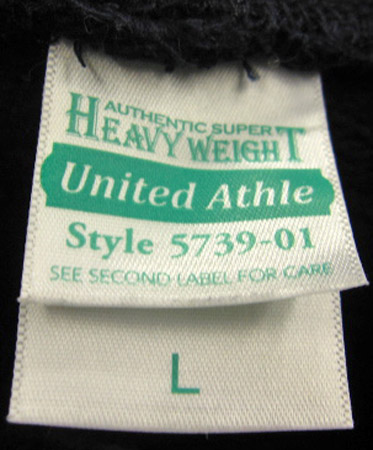 AUTHENTIC SUPER
HEAVY WEIGHT
United Athle
Style 5739-01
SEE SECOND LABEL FOR CARE
L